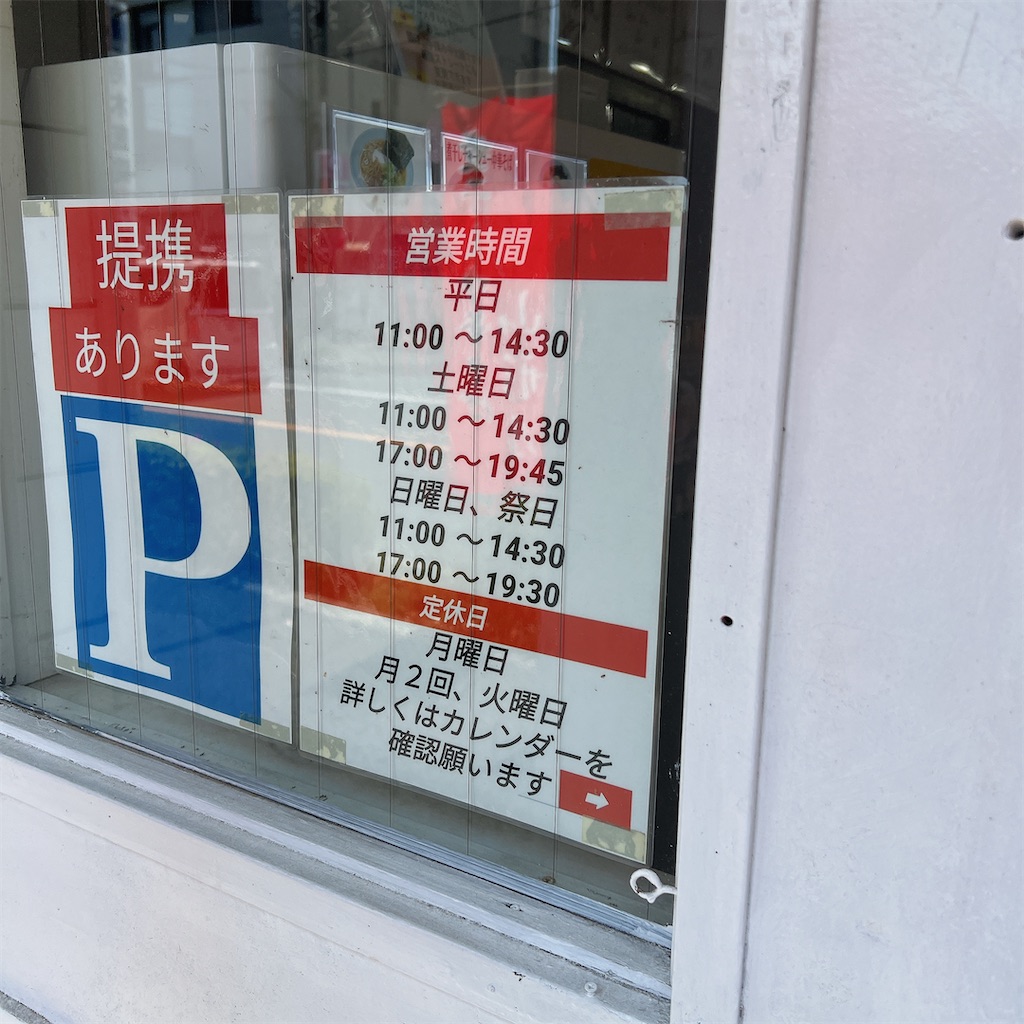 提携
あります
P
営業時間
平日
11:00 ～14:30
土曜日
11:00 ～14:30
17:00 ～19:45
日曜日、祭日
11:00 ～14:30
17:00 ～19:30
定休日
月曜日
月２回、火曜日
詳しくはカレンダーを
確認願います